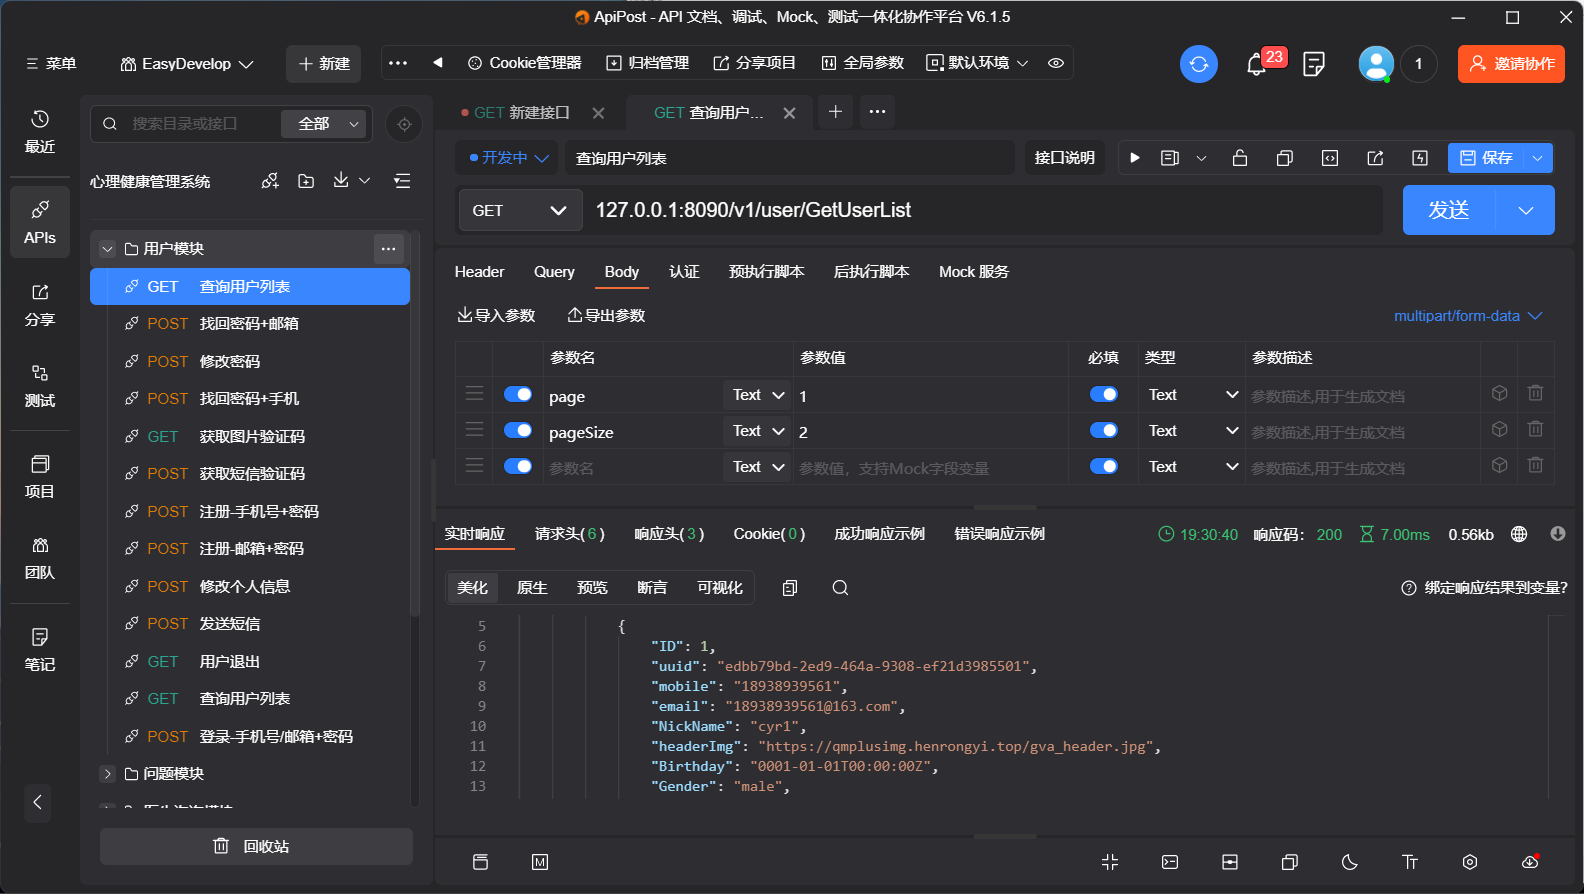 ApiPost - API 文档、调试、Mock、测试一体化协作平台 V6.1.5
菜单
EasyDevelop
新建
Cookie管理器
归档管理
分享项目
全局参数
默认环境
23
1
邀请协作
最近
APIs
分享
测试
项目
团队
笔记
搜索目录或接口
全部
心理健康管理系统
用户模块
GET 查询用户列表
POST 找回密码+邮箱
POST 修改密码
POST 找回密码+手机
GET 获取图片验证码
POST 获取短信验证码
POST 注册-手机号+密码
POST 注册-邮箱+密码
POST 修改个人信息
POST 发送短信
GET 用户退出
GET 查询用户列表
POST 登录-手机号/邮箱+密码
问题模块
回收站
GET 新建接口
GET 查询用户...
开发中
查询用户列表
接口说明
保存
GET
127.0.0.1:8090/v1/user/GetUserList
发送
Header Query Body 认证 预执行脚本 后执行脚本 Mock 服务
导入参数 导出参数
multipart/form-data
参数名 参数值 必填 类型 参数描述
page Text 1 Text 参数描述,用于生成文档
pageSize Text 2 Text 参数描述,用于生成文档
参数名 Text 参数值，支持Mock字段变量 Text 参数描述,用于生成文档
实时响应 请求头(6) 响应头(3) Cookie(0) 成功响应示例 错误响应示例
19:30:40 响应码： 200 7.00ms 0.56kb
美化 原生 预览 断言 可视化
绑定响应结果到变量?
5 {
6 "ID": 1,
7 "uuid": "edbb79bd-2ed9-464a-9308-ef21d3985501",
8 "mobile": "18938939561",
9 "email": "18938939561@163.com",
10 "NickName": "cyr1",
11 "headerImg": "https://qmplusimg.henrongyi.top/gva_header.jpg",
12 "Birthday": "0001-01-01T00:00:00Z",
13 "Gender": "male",
M
Tт